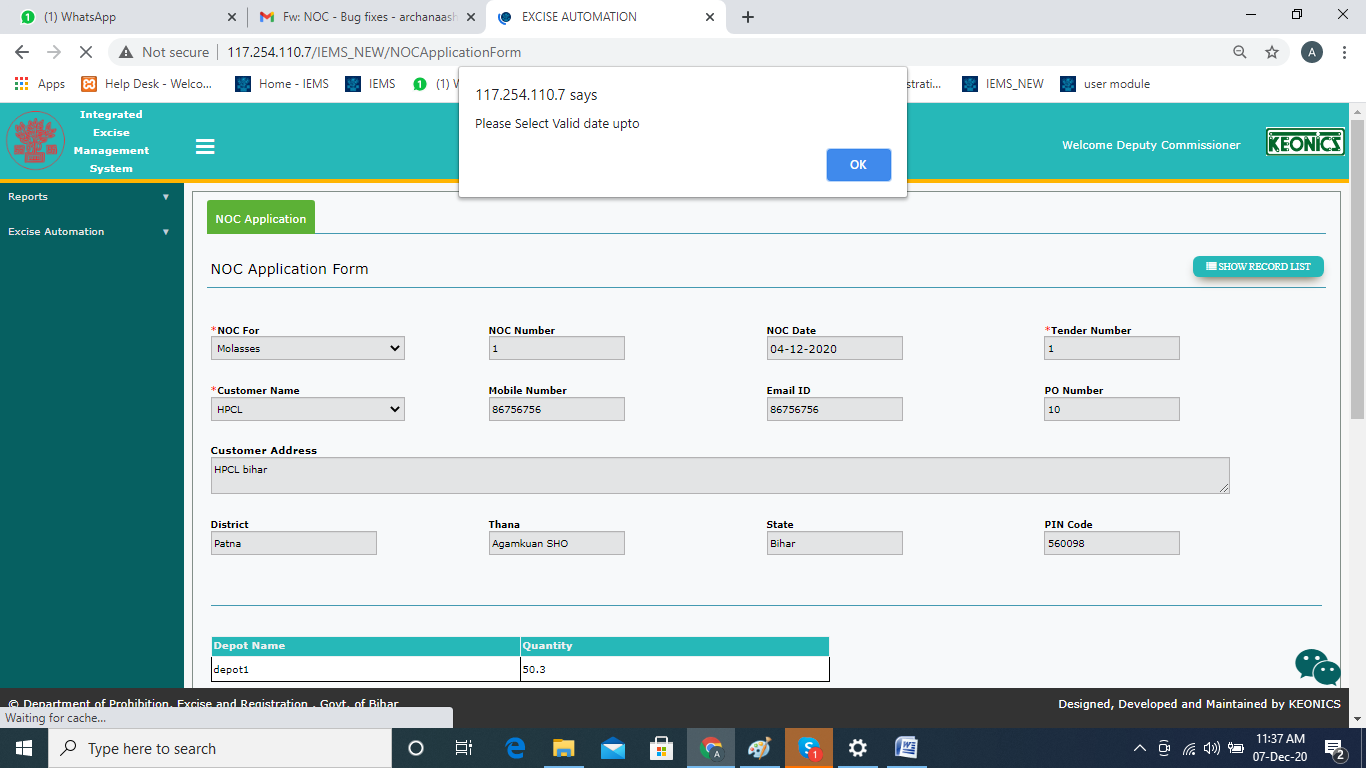 (1) WhatsApp
Fw: NOC - Bug fixes - archanaash
EXCISE AUTOMATION
Not secure
117.254.110.7/IEMS_NEW/NOCApplicationForm
A
Apps
Help Desk - Welco...
Home - IEMS
IEMS
(1) W
strati...
IEMS_NEW
user module
117.254.110.7 says
Please Select Valid date upto
OK
Integrated
Excise
Management
System
Welcome Deputy Commissioner
KEONICS
Reports
Excise Automation
NOC Application
NOC Application Form
SHOW RECORD LIST
*NOC For
NOC Number
NOC Date
*Tender Number
Molasses
1
04-12-2020
1
*Customer Name
Mobile Number
Email ID
PO Number
HPCL
86756756
86756756
10
Customer Address
HPCL bihar
District
Thana
State
PIN Code
Patna
Agamkuan SHO
Bihar
560098
Depot Name
Quantity
depot1
50.3
© Department of Prohibition, Excise and Registration , Govt. of Bihar
Designed, Developed and Maintained by KEONICS
Waiting for cache...
Type here to search
11:37 AM
07-Dec-20
2